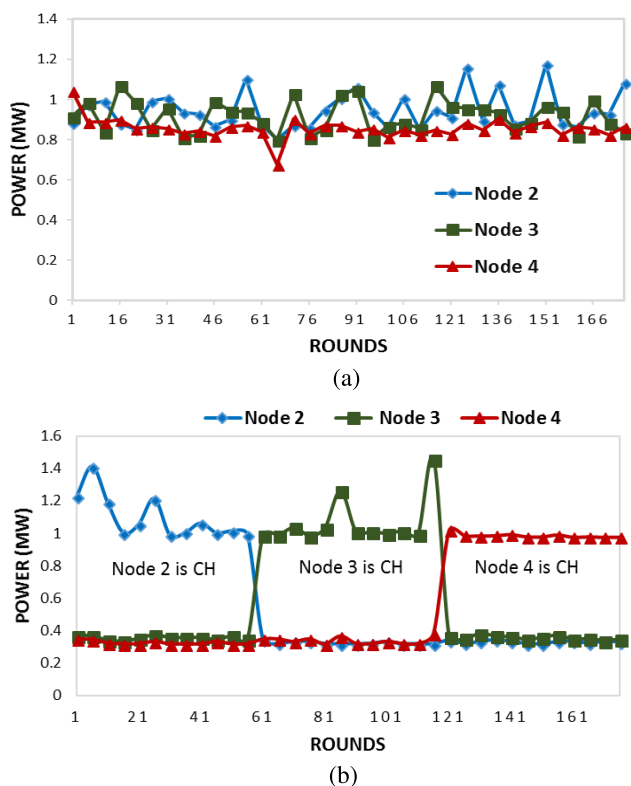 1.4
1.2
1
0.8
0.6
0.4
0.2
0
POWER (MW)
Node 2
Node 3
Node 4
1 16 31 46 61 76 91 106 121 136 151 166
ROUNDS
(a)
Node 2 Node 3 Node 4
1.6
1.4
1.2
1
0.8
0.6
0.4
0.2
0
POWER (MW)
Node 2 is CH Node 3 is CH Node 4 is CH
1 21 41 61 81 101 121 141 161
ROUNDS
(b)